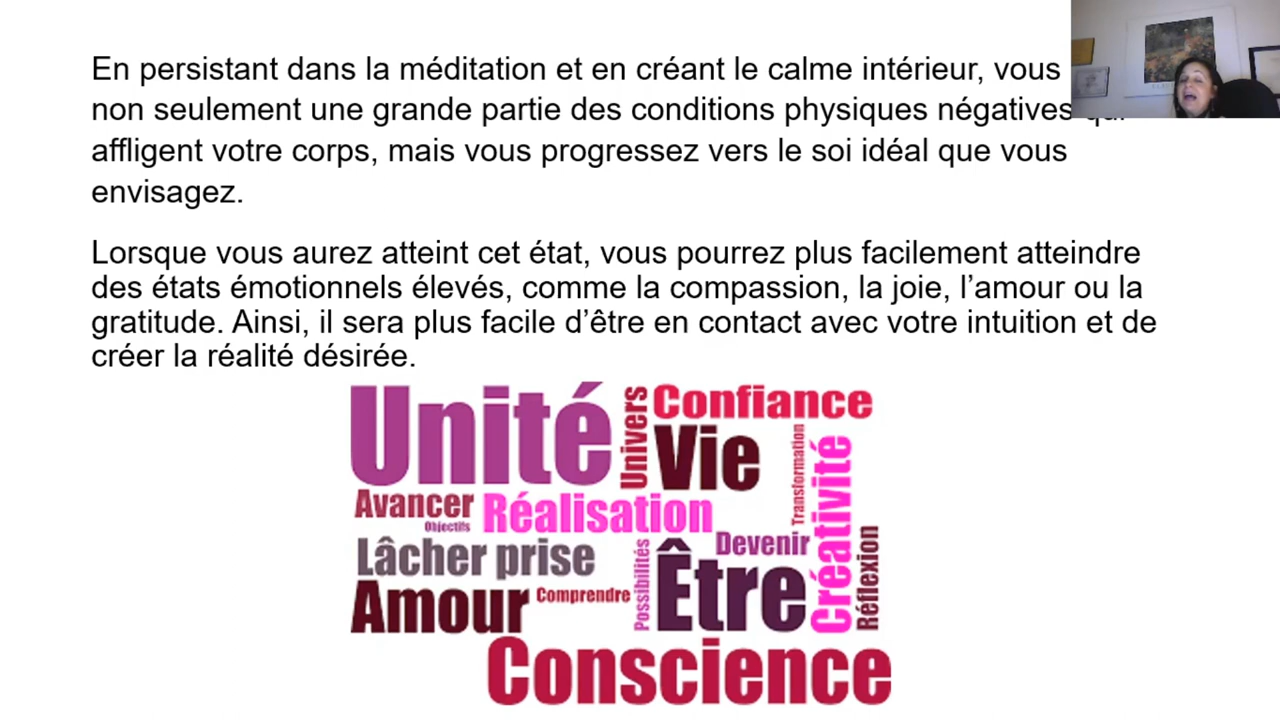 En persistant dans la méditation et en créant le calme intérieur, vous
non seulement une grande partie des conditions physiques négatives
affligent votre corps, mais vous progressez vers le soi idéal que vous
envisagez.
Lorsque vous aurez atteint cet état, vous pourrez plus facilement atteindre
des états émotionnels élevés, comme la compassion, la joie, l’amour ou la
gratitude. Ainsi, il sera plus facile d’être en contact avec votre intuition et de
créer la réalité désirée.
Unité
Univers
Confiance
Vie
Transformation
Créativité
Avancer
Objectifs
Réalisation
Devenir
Lâcher prise
Possibilités
Être
Réflexion
Amour
Comprendre
Conscience